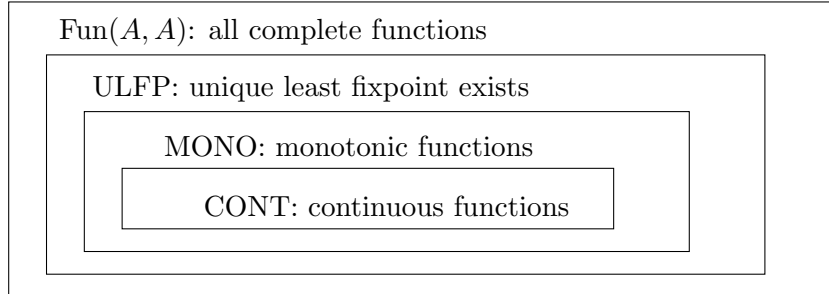 Fun(A, A): all complete functions
ULFP: unique least fixpoint exists
MONO: monotonic functions
CONT: continuous functions